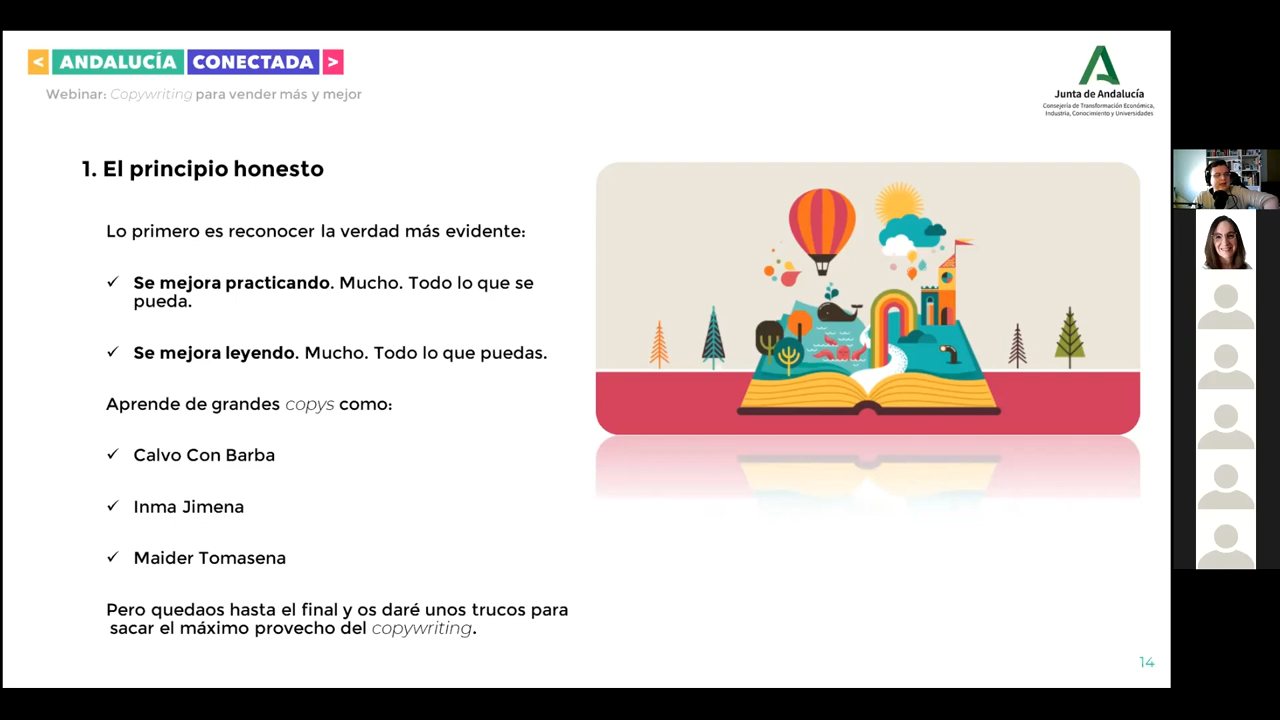 < ANDALUCÍA CONECTADA >
Webinar: Copywriting para vender más y mejor
Junta de Andalucía
Consejería de Transformación Económica,
Industria, Conocimiento y Universidades
1. El principio honesto
Lo primero es reconocer la verdad más evidente:
✓ Se mejora practicando. Mucho. Todo lo que se
pueda.
✓ Se mejora leyendo. Mucho. Todo lo que puedas.
Aprende de grandes copys como:
✓ Calvo Con Barba
✓ Inma Jimena
✓ Maider Tomasena
Pero quedaos hasta el final y os daré unos trucos para
sacar el máximo provecho del copywriting.
14